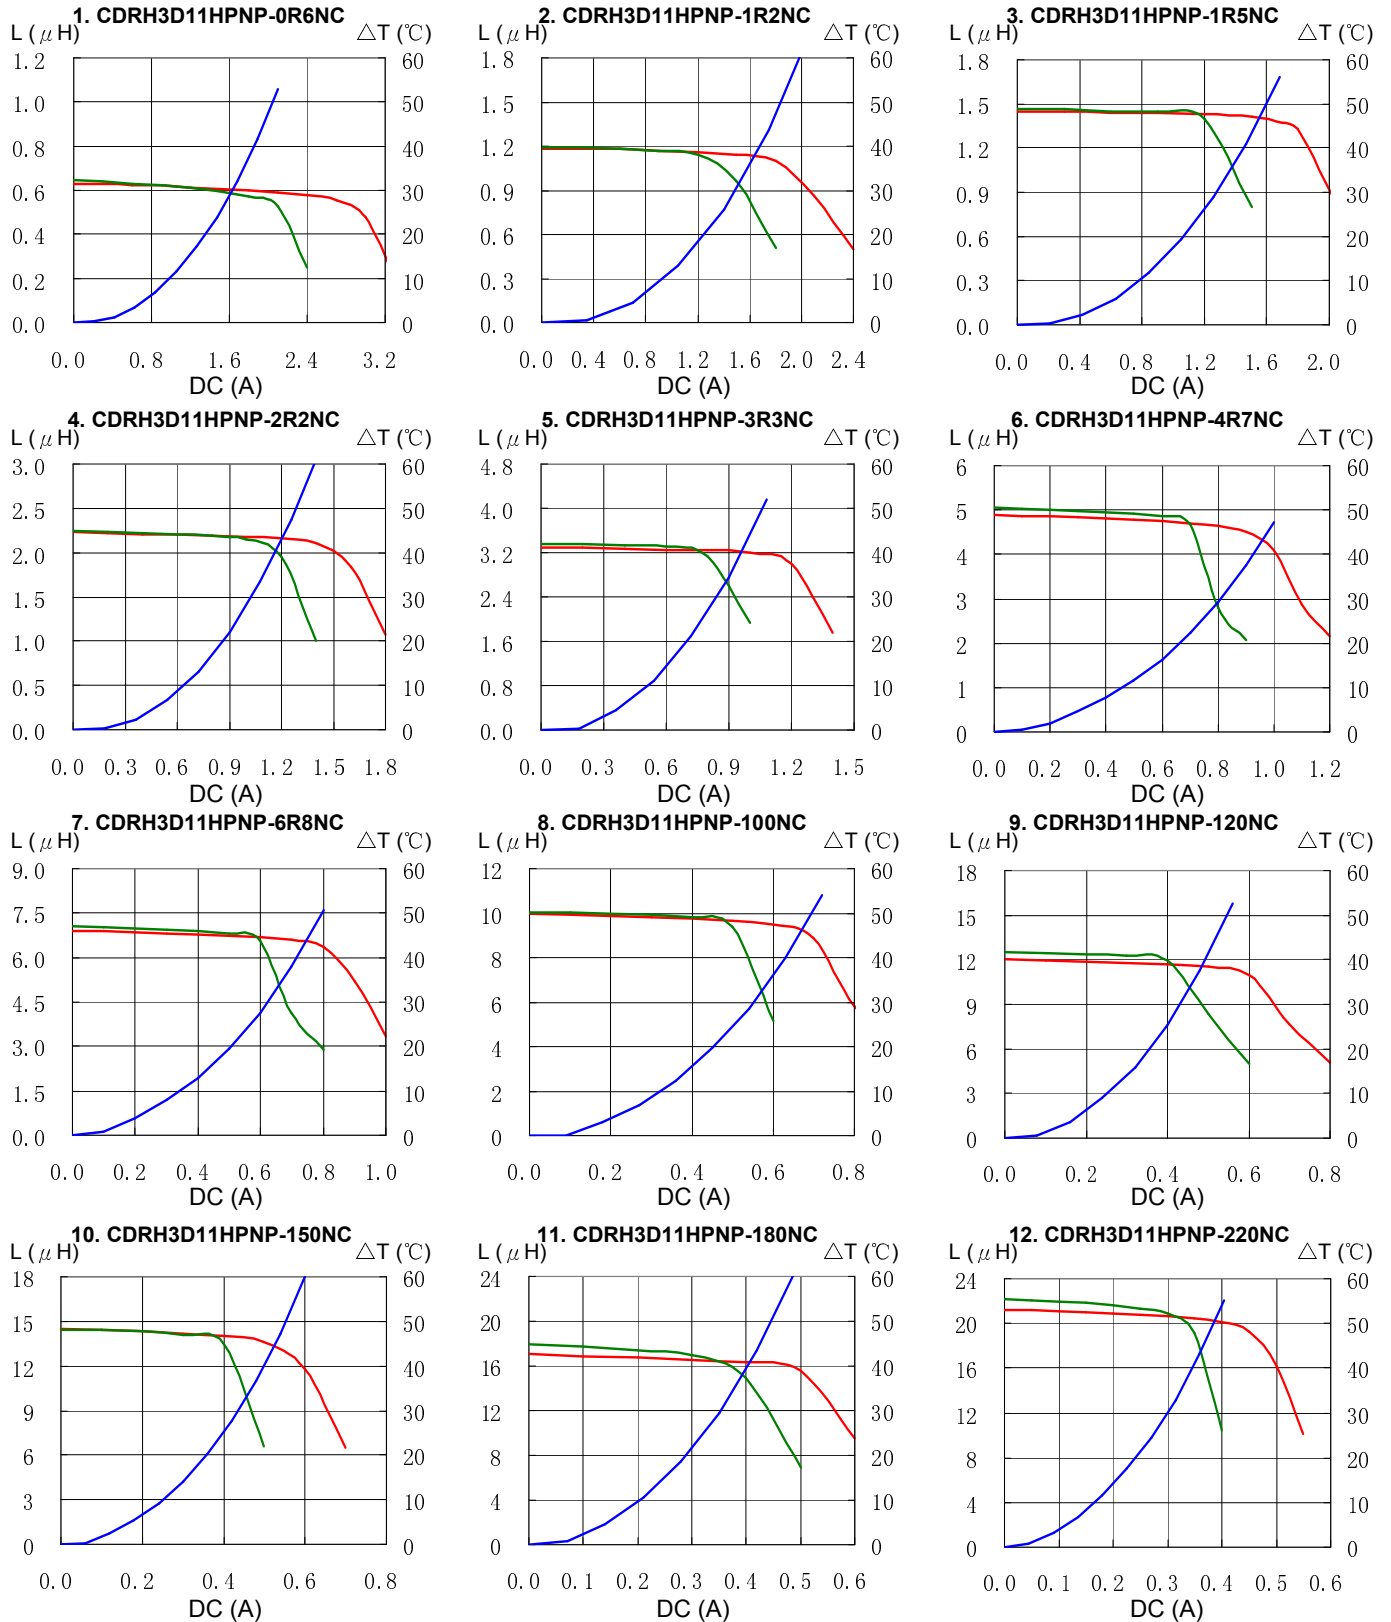 1. CDRH3D11HPNP-0R6NC
L (μH) △T (℃)
1.2 60
1.0 50
0.8 40
0.6 30
0.4 20
0.2 10
0.0 0
0.0 0.8 1.6 2.4 3.2
DC (A)
2. CDRH3D11HPNP-1R2NC
L (μH) △T (℃)
1.8 60
1.5 50
1.2 40
0.9 30
0.6 20
0.3 10
0.0 0
0.0 0.4 0.8 1.2 1.6 2.0 2.4
DC (A)
3. CDRH3D11HPNP-1R5NC
L (μH) △T (℃)
1.8 60
1.5 50
1.2 40
0.9 30
0.6 20
0.3 10
0.0 0
0.0 0.4 0.8 1.2 1.6 2.0
DC (A)
4. CDRH3D11HPNP-2R2NC
L (μH) △T (℃)
3.0 60
2.5 50
2.0 40
1.5 30
1.0 20
0.5 10
0.0 0
0.0 0.3 0.6 0.9 1.2 1.5 1.8
DC (A)
5. CDRH3D11HPNP-3R3NC
L (μH) △T (℃)
4.8 60
4.0 50
3.2 40
2.4 30
1.6 20
0.8 10
0.0 0
0.0 0.3 0.6 0.9 1.2 1.5
DC (A)
6. CDRH3D11HPNP-4R7NC
L (μH) △T (℃)
6 60
5 50
4 40
3 30
2 20
1 10
0 0
0.0 0.2 0.4 0.6 0.8 1.0 1.2
DC (A)
7. CDRH3D11HPNP-6R8NC
L (μH) △T (℃)
9.0 60
7.5 50
6.0 40
4.5 30
3.0 20
1.5 10
0.0 0
0.0 0.2 0.4 0.6 0.8 1.0
DC (A)
8. CDRH3D11HPNP-100NC
L (μH) △T (℃)
12 60
10 50
8 40
6 30
4 20
2 10
0 0
0.0 0.2 0.4 0.6 0.8
DC (A)
9. CDRH3D11HPNP-120NC
L (μH) △T (℃)
18 60
15 50
12 40
9 30
6 20
3 10
0 0
0.0 0.2 0.4 0.6 0.8
DC (A)
10. CDRH3D11HPNP-150NC
L (μH) △T (℃)
18 60
15 50
12 40
9 30
6 20
3 10
0 0
0.0 0.2 0.4 0.6 0.8
DC (A)
11. CDRH3D11HPNP-180NC
L (μH) △T (℃)
24 60
20 50
16 40
12 30
8 20
4 10
0 0
0.0 0.1 0.2 0.3 0.4 0.5 0.6
DC (A)
12. CDRH3D11HPNP-220NC
L (μH) △T (℃)
24 60
20 50
16 40
12 30
8 20
4 10
0 0
0.0 0.1 0.2 0.3 0.4 0.5 0.6
DC (A)